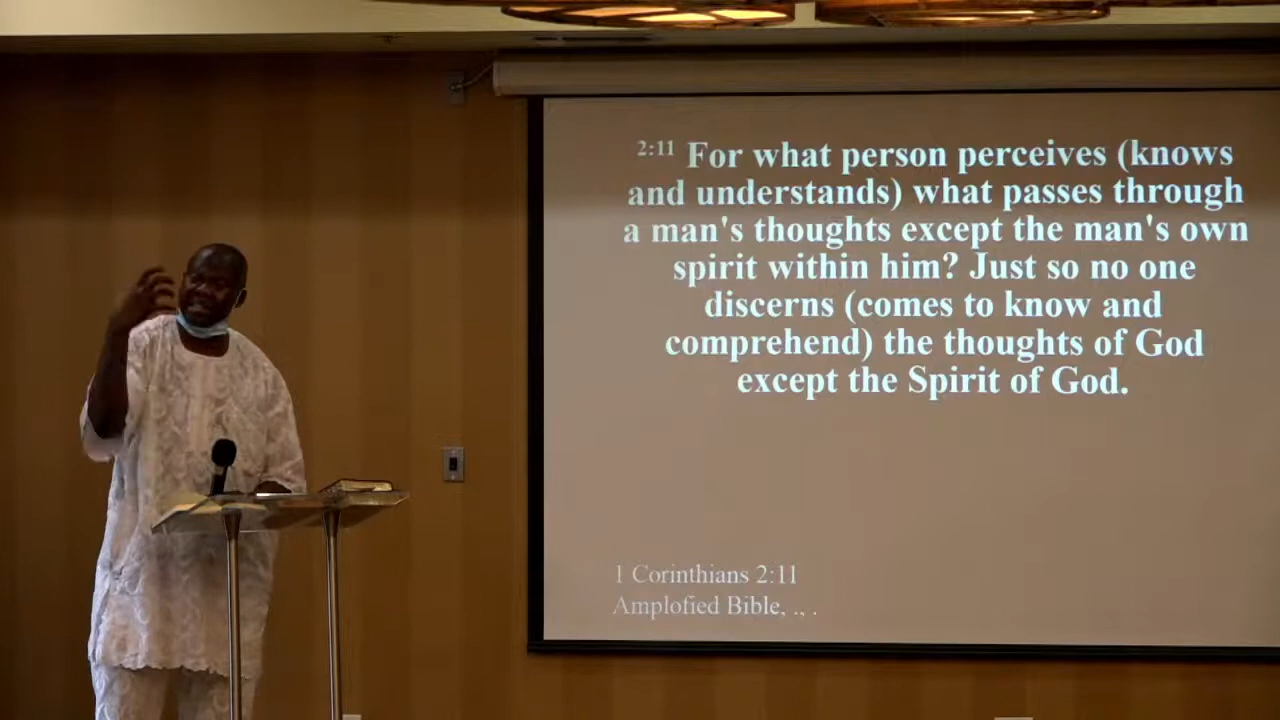 2:11 For what person perceives (knows
and understands) what passes through
a man's thoughts except the man's own
spirit within him? Just so no one
discerns (comes to know and
comprehend) the thoughts of God
except the Spirit of God.
1 Corinthians 2:11
Amplofied Bible, ., .